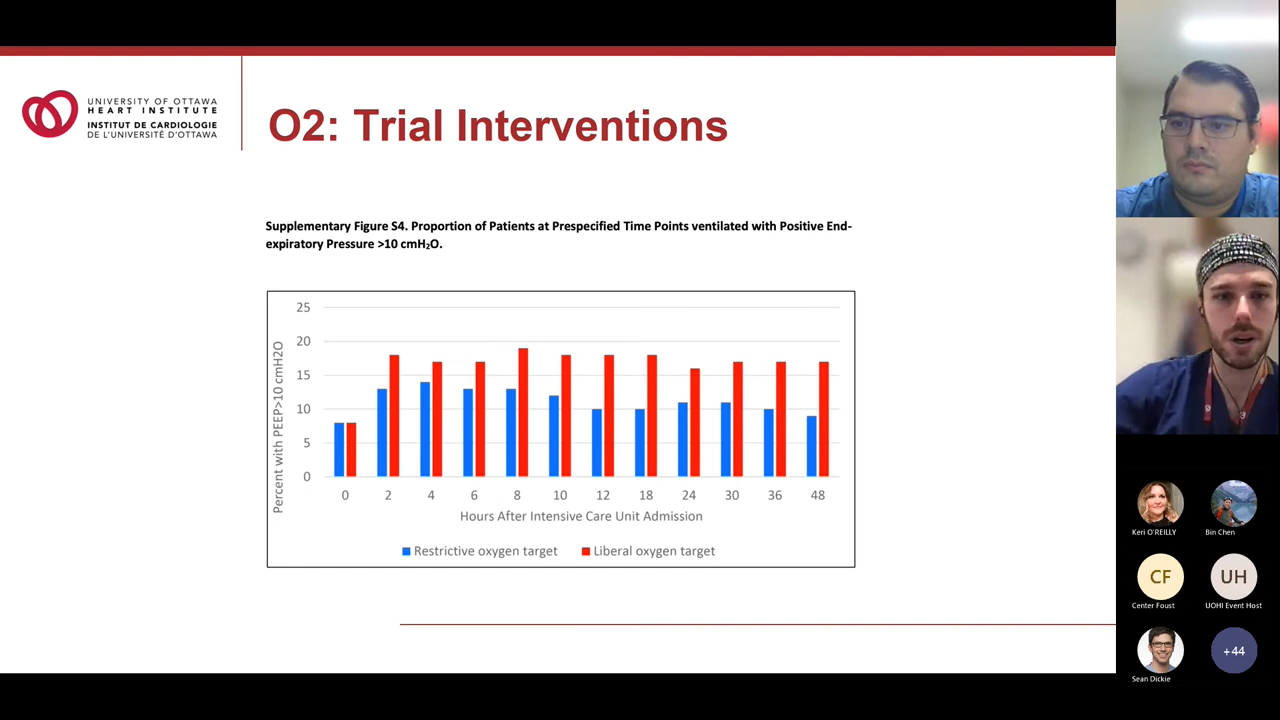 UNIVERSITY OF OTTAWA
HEART INSTITUTE
INSTITUT DE CARDIOLOGIE
DE L'UNIVERSITÉ D'OTTAWA
O2: Trial Interventions
Supplementary Figure S4. Proportion of Patients at Prespecified Time Points ventilated with Positive End-
expiratory Pressure >10 cmH₂O.
Percent with PEEP>10 cmH2O
25
20
15
10
5
0
0 2 4 6 8 10 12 18 24 30 36 48
Hours After Intensive Care Unit Admission
Restrictive oxygen target Liberal oxygen target
Keri O'REILLY Bin Chen
CF UH
Center Foust UOHI Event Host
+44
Sean Dickie